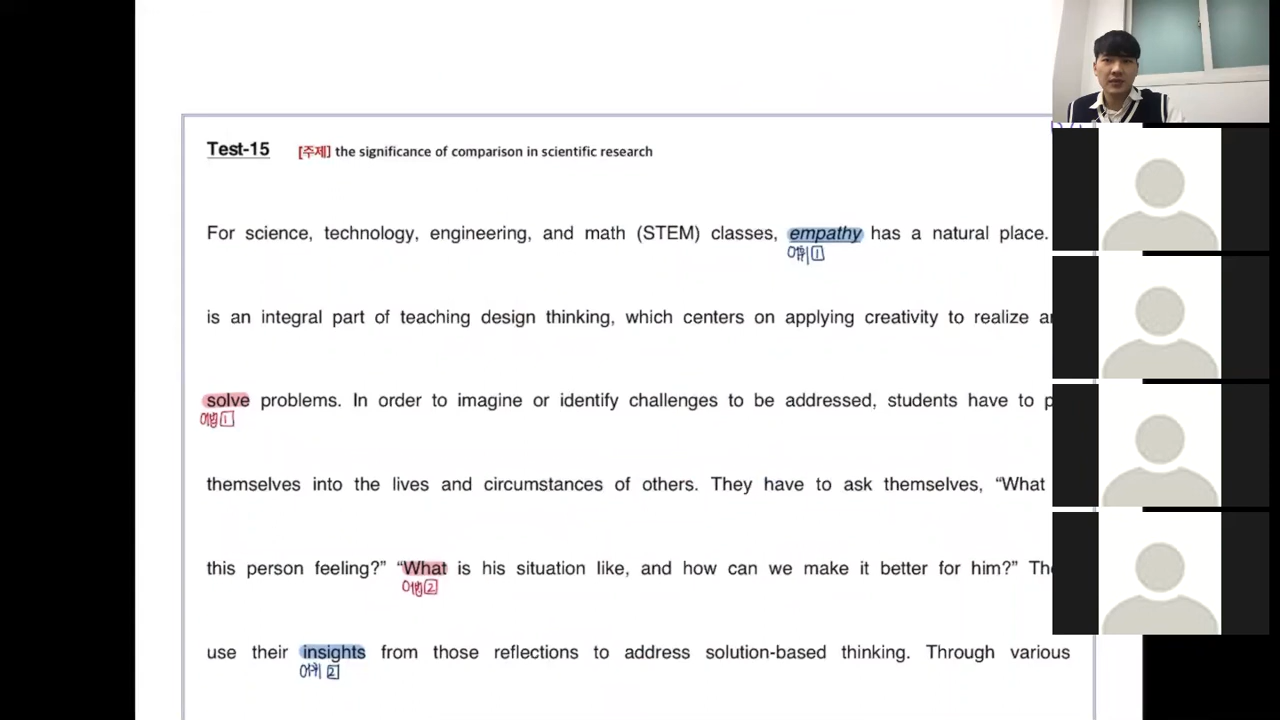 Test-15 [주제] the significance of comparison in scientific research
For science, technology, engineering, and math (STEM) classes, empathy has a natural place.
어휘 1
is an integral part of teaching design thinking, which centers on applying creativity to realize
solve problems. In order to imagine or identify challenges to be addressed, students have to
어법 1
themselves into the lives and circumstances of others. They have to ask themselves, “What
this person feeling?” “What is his situation like, and how can we make it better for him?”
어법 2
use their insights from those reflections to address solution-based thinking. Through various
어휘 2